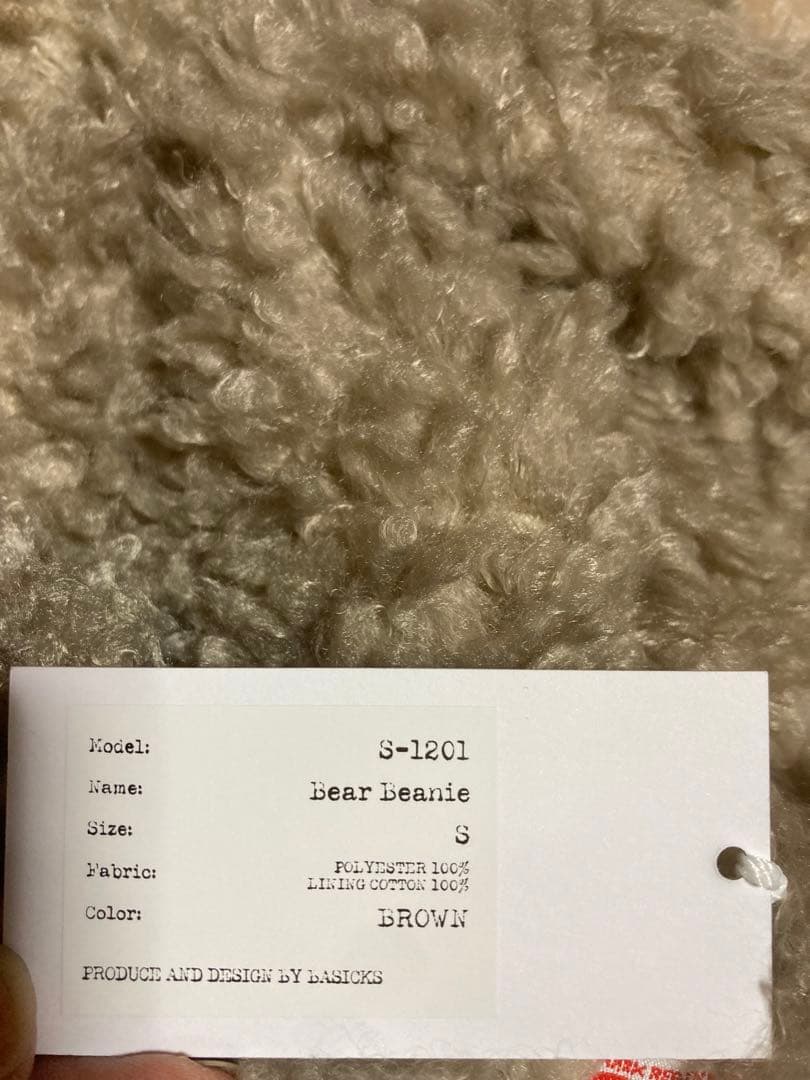 Model: S-1201
Name: Bear Beanie
Size: S
Fabric: POLYESTER 100%
LINING COTTON 100%
Color: BROWN
PRODUCE AND DESIGN BY BASICKS